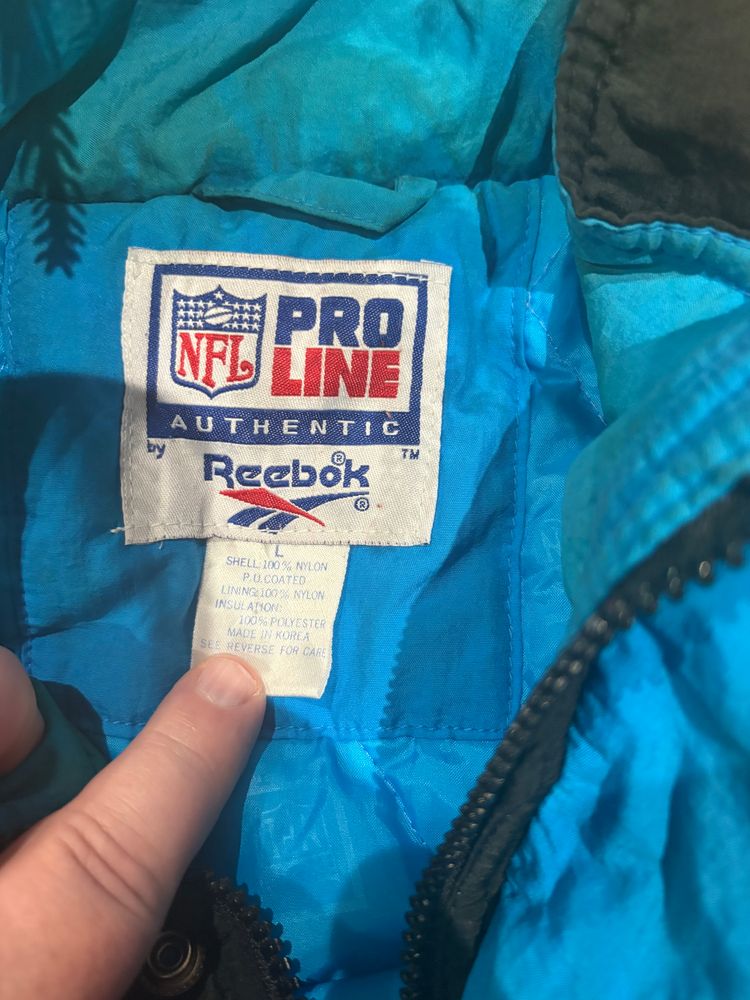 NFL
PRO
LINE
AUTHENTIC
by
TM
Reebok®
®
L
SHELL:100% NYLON
P.U.COATED
LINING:100% NYLON
INSULATION:
100% POLYESTER
MADE IN KOREA
SEE REVERSE FOR CARE